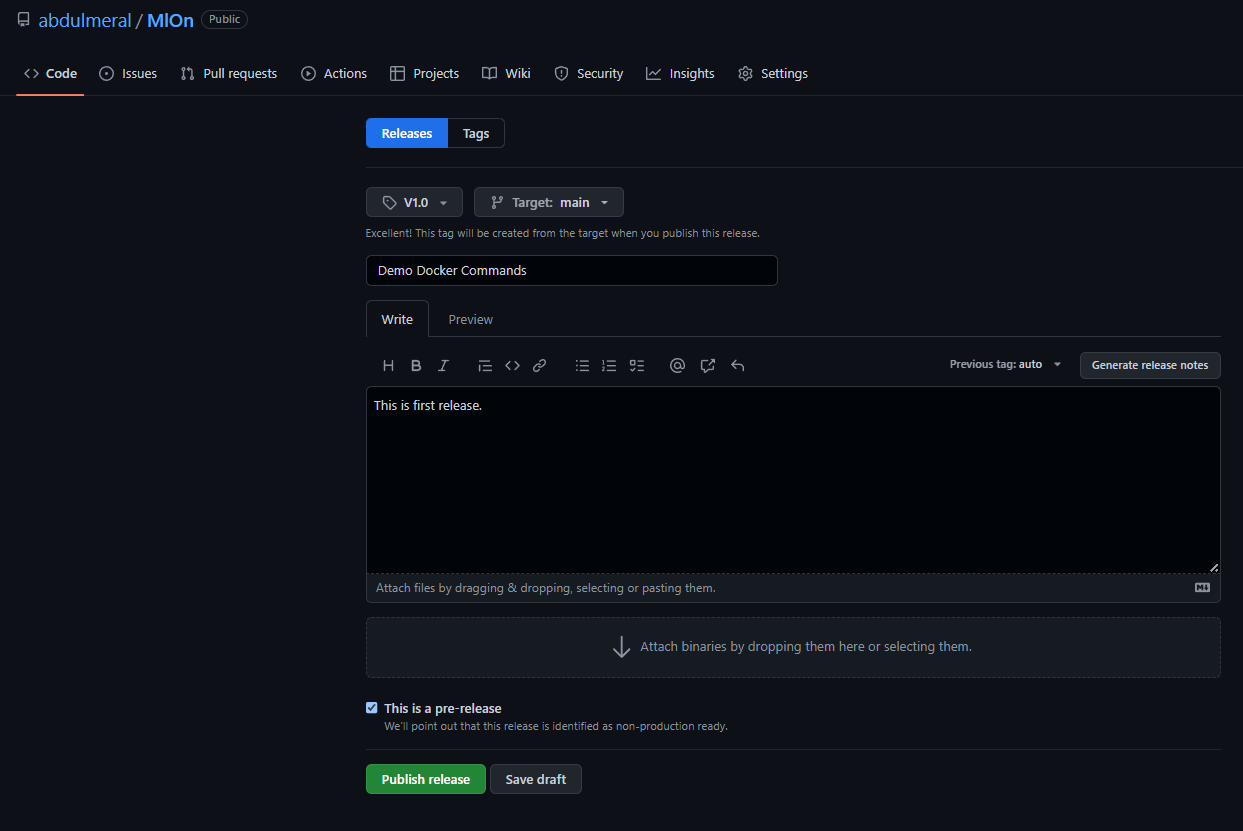 abdulmeral / MlOn Public
Code Issues Pull requests Actions Projects Wiki Security Insights Settings
Releases Tags
V1.0 Target: main
Excellent! This tag will be created from the target when you publish this release.
Demo Docker Commands
Write Preview
H B I Previous tag: auto Generate release notes
This is first release.
Attach files by dragging & dropping, selecting or pasting them.
Attach binaries by dropping them here or selecting them.
This is a pre-release
We'll point out that this release is identified as non-production ready.
Publish release Save draft